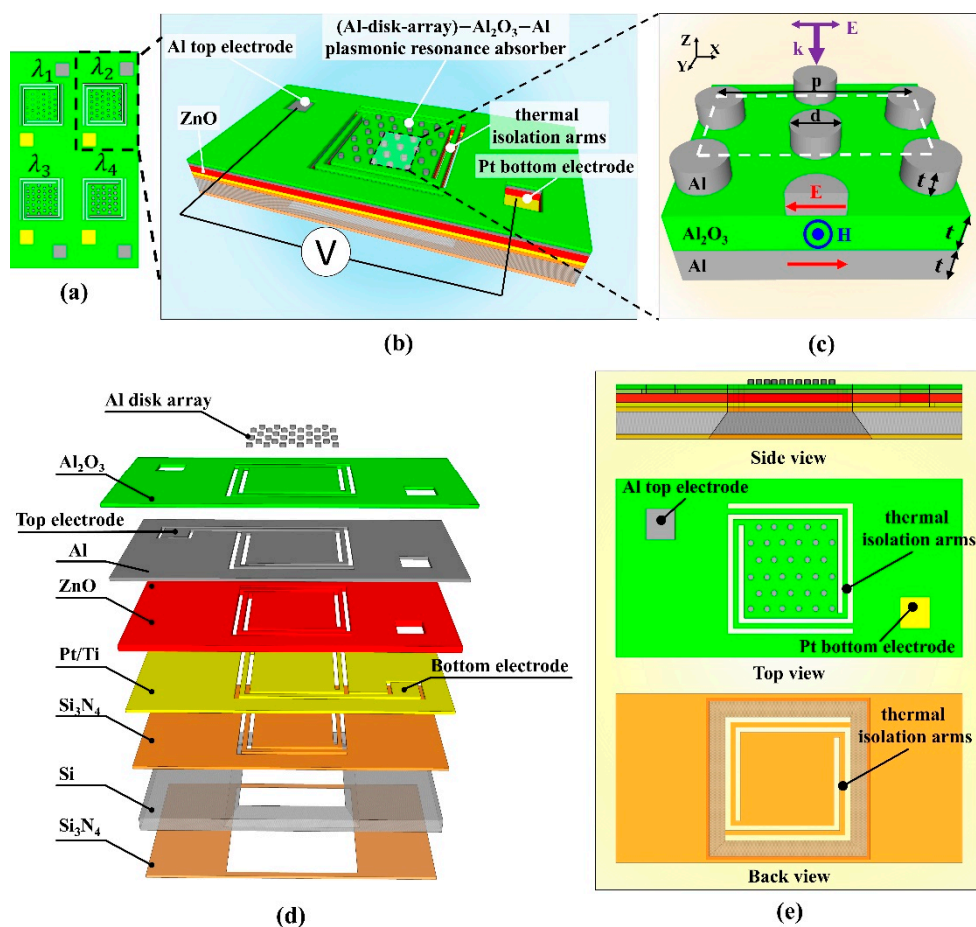 λ1
λ2
λ3
λ4
(a)
Al top electrode
(Al-disk-array)−Al2O3−Al
plasmonic resonance absorber
ZnO
thermal
isolation arms
Pt bottom electrode
V
(b)
Z
X
Y
E
k
p
d
t
Al
E
Al2O3
H
t
Al
t
(c)
Al disk array
Al2O3
Top electrode
Al
ZnO
Pt/Ti
Bottom electrode
Si3N4
Si
Si3N4
(d)
Side view
Al top electrode
thermal
isolation arms
Pt bottom electrode
Top view
thermal
isolation arms
Back view
(e)